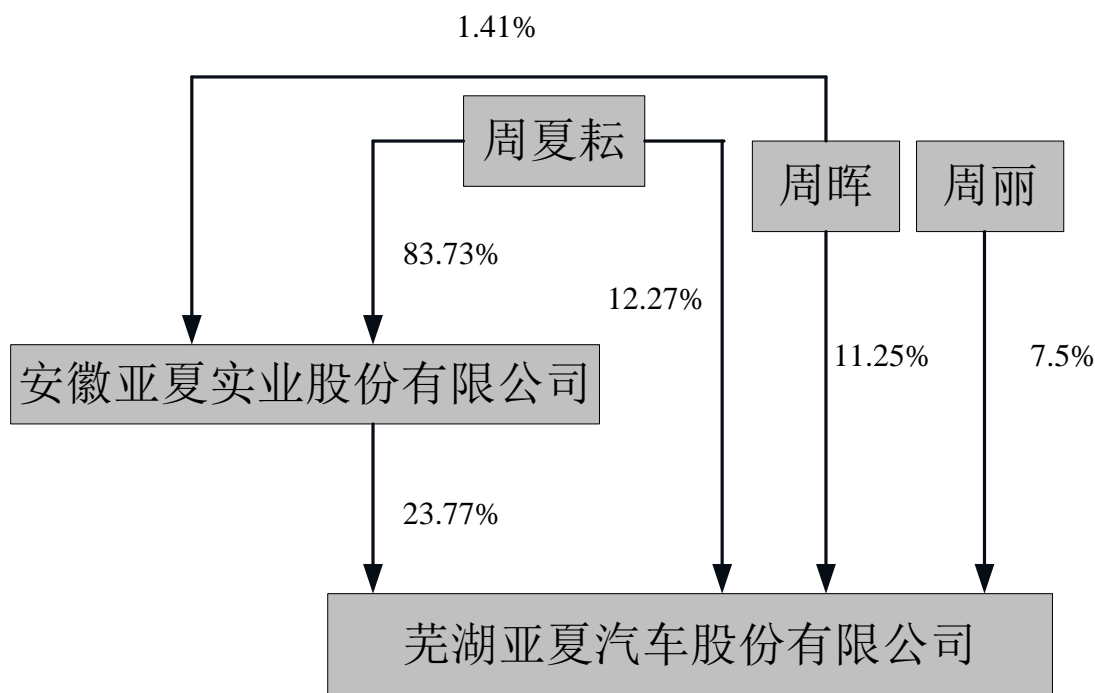 1.41%
周夏耘
周晖
周丽
83.73%
12.27%
11.25%
7.5%
安徽亚夏实业股份有限公司
23.77%
芜湖亚夏汽车股份有限公司